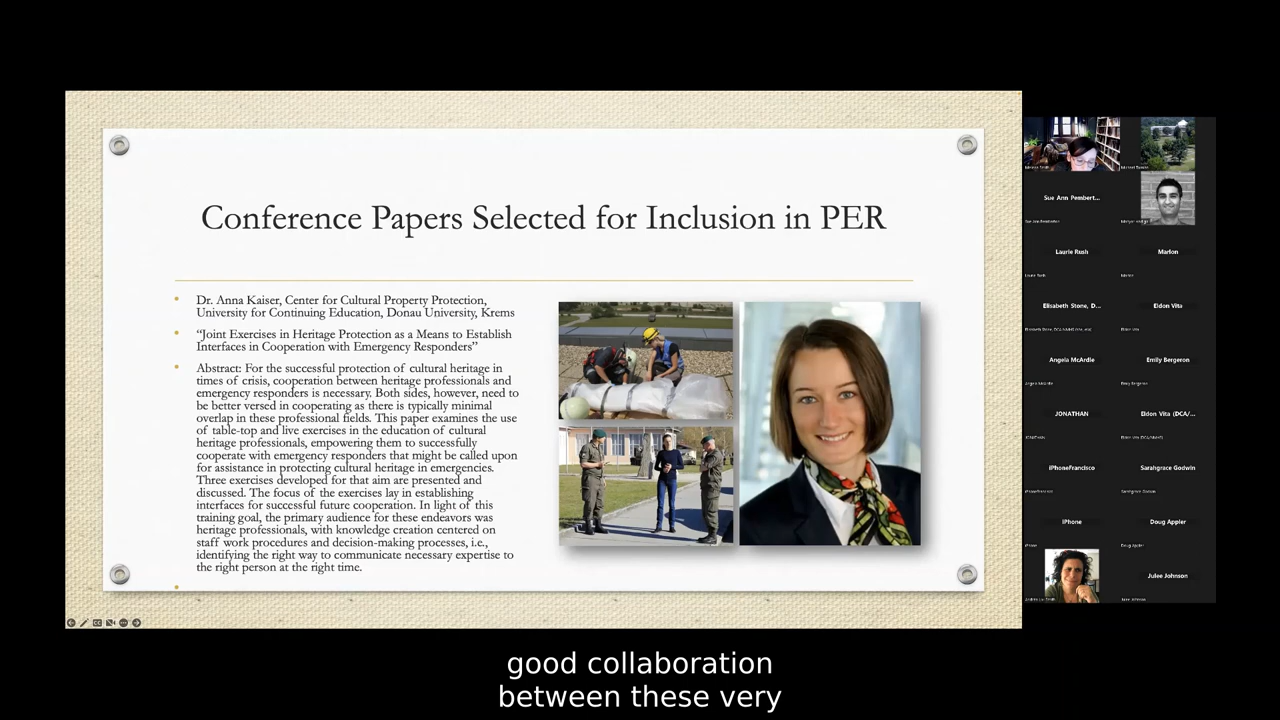 Conference Papers Selected for Inclusion in PER
Dr. Anna Kaiser, Center for Cultural Property Protection,
University for Continuing Education, Donau University, Krems
“Joint Exercises in Heritage Protection as a Means to Establish
Interfaces in Cooperation with Emergency Responders”
Abstract: For the successful protection of cultural heritage in
times of crisis, cooperation between heritage professionals and
emergency responders is necessary. Both sides, however, need to
be better versed in cooperating as there is typically minimal
overlap in these professional fields. This paper examines the use
of table-top and live exercises in the education of cultural
heritage professionals, empowering them to successfully
cooperate with emergency responders that might be called upon
for assistance in protecting cultural heritage in emergencies.
Three exercises developed for that aim are presented and
discussed. The focus of the exercises lay in establishing
interfaces for successful future cooperation. In light of this
training goal, the primary audience for these endeavors was
heritage professionals, with knowledge creation centered on
staff work procedures and decision-making processes, i.e.,
identifying the right way to communicate necessary expertise to
the right person at the right time.
Sue Ann Pembert...
Laurie Rush
Marlon
Elisabeth Stone, D...
Eldon Vita
Angela McArdle
Emily Bergeron
JONATHAN
Eldon Vita (DCA/...
iPhoneFrancisco
Sarahgrace Godwin
iPhone
Doug Appler
Julee Johnson
good collaboration
between these very